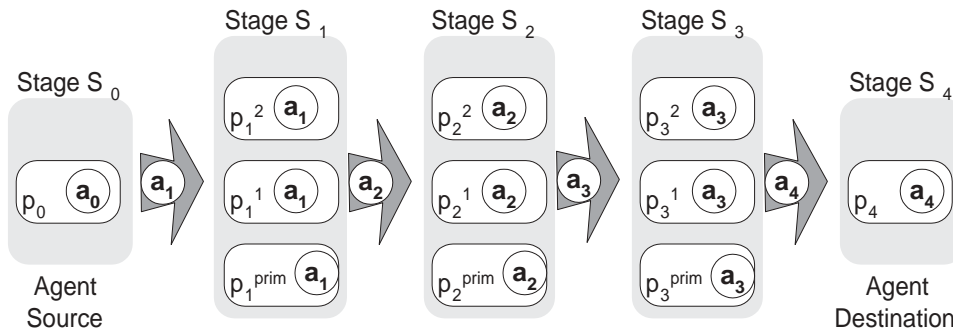 Stage S 0
Stage S 1
Stage S 2
Stage S 3
Stage S 4
p0 a0
a1
p1 2 a1
p1 1 a1
p1 prim a1
a2
p2 2 a2
p2 1 a2
p2 prim a2
a3
p3 2 a3
p3 1 a3
p3 prim a3
a4
p4 a4
Agent
Source
Agent
Destination